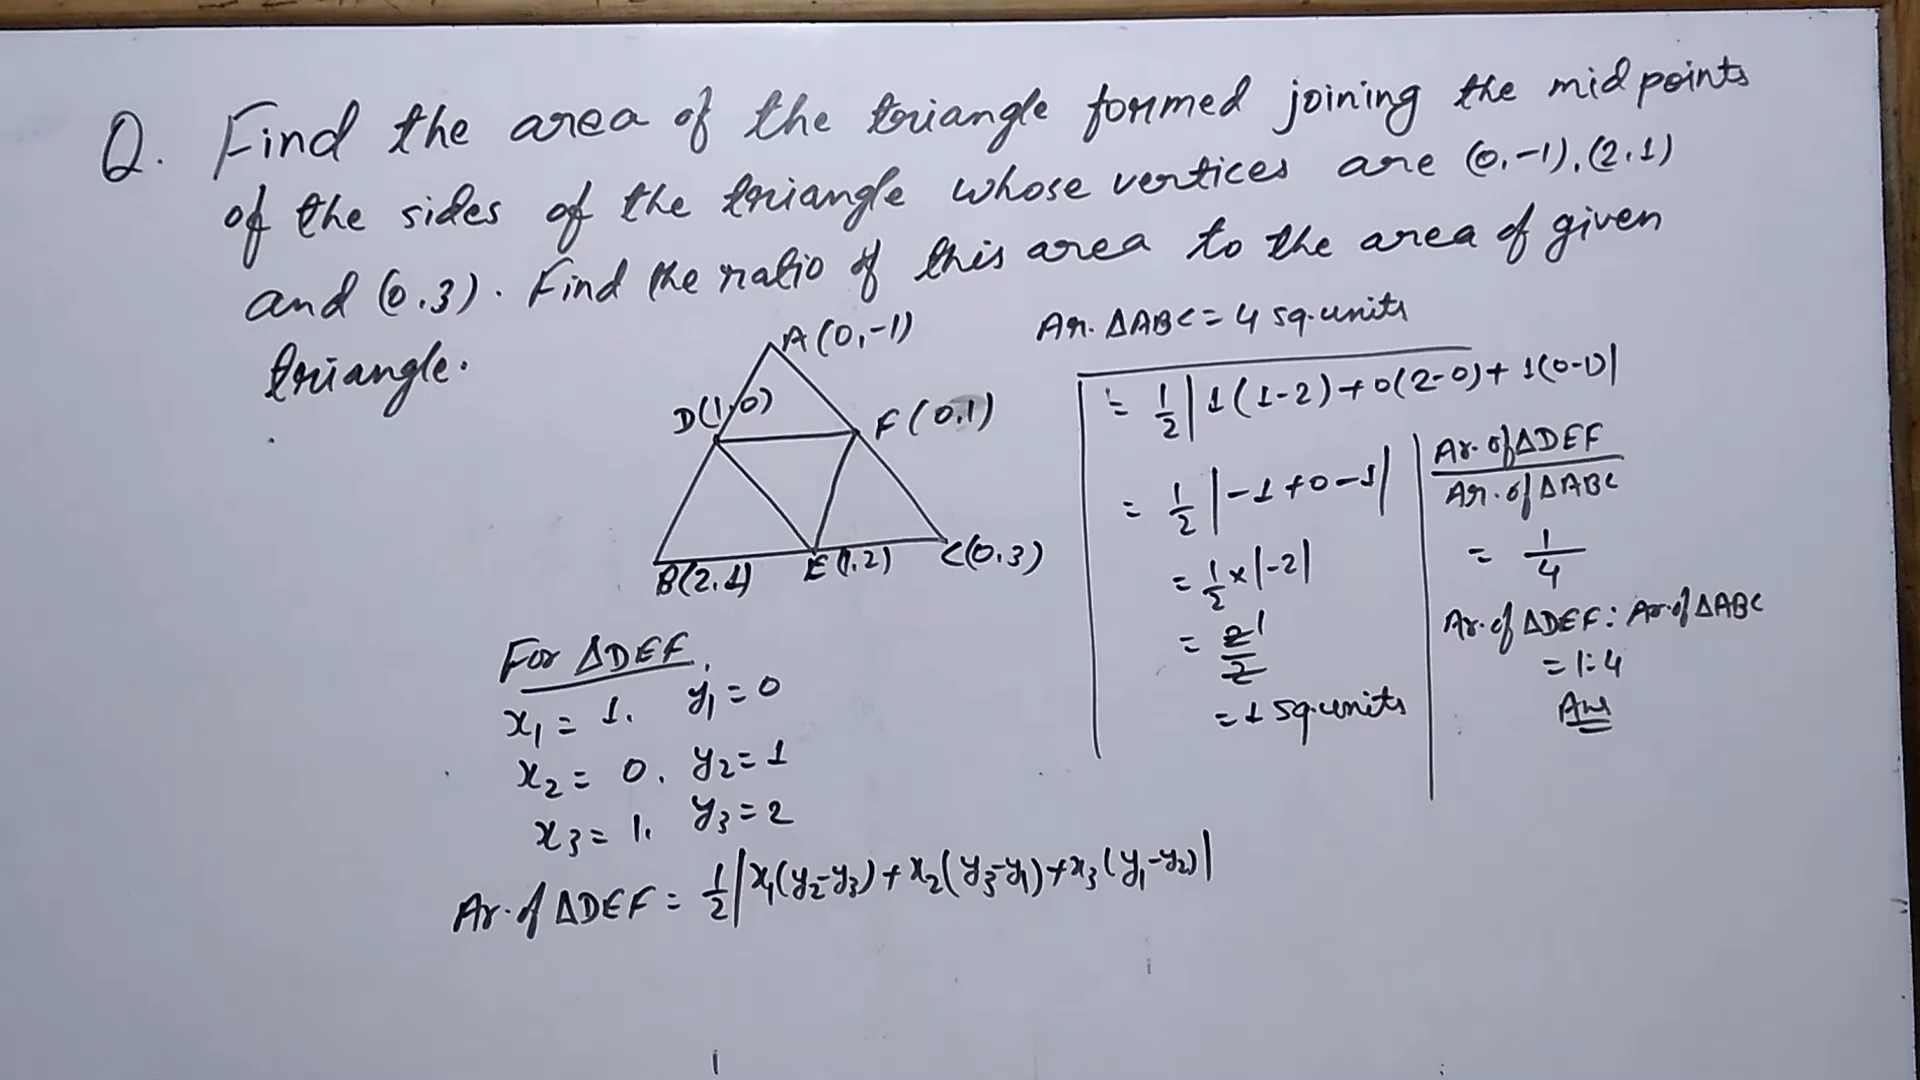 Q. Find the area of the triangle formed joining the mid points
of the sides of the triangle whose vertices are (0,-1),(2,1)
and (0,3). Find the ratio of this area to the area of given
triangle.
A(0,-1)
D(1,0)
F(0,1)
B(2,1)
E(1,2)
C(0,3)
For ΔDEF,
x₁ = 1, y₁ = 0
x₂ = 0, y₂ = 1
x₃ = 1, y₃ = 2
Ar. of ΔDEF = 1/2 |x₁(y₂-y₃)+x₂(y₃-y₁)+x₃(y₁-y₂)|
Ar. ΔABC = 4 sq.units
= 1/2 |1(1-2)+0(2-0)+1(0-1)|
= 1/2 |-1+0-1|
= 1/2 × |-2|
= 2/2 1
= 1 sq.units
Ar. of ΔDEF
Ar. of ΔABC
= 1/4
Ar. of ΔDEF : Ar. of ΔABC
= 1:4
Ans